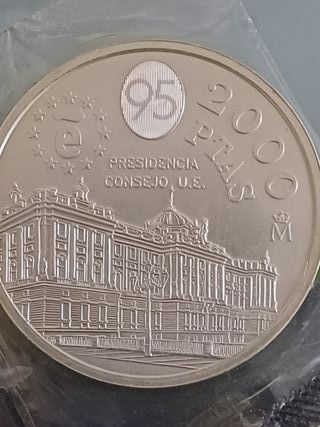 95
2000
PTAS
ē
PRESIDENCIA
CONSEJO, U.E.
M